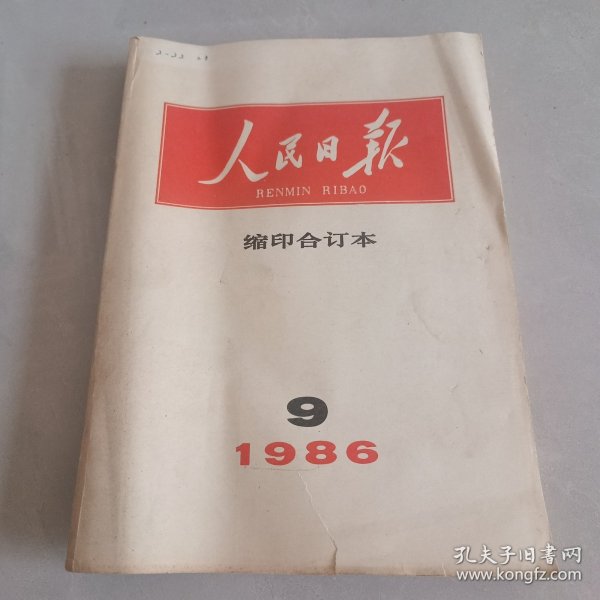 人民日报
RENMIN RIBAO
缩印合订本
9
1986
孔夫子旧书网
www.kongfz.com